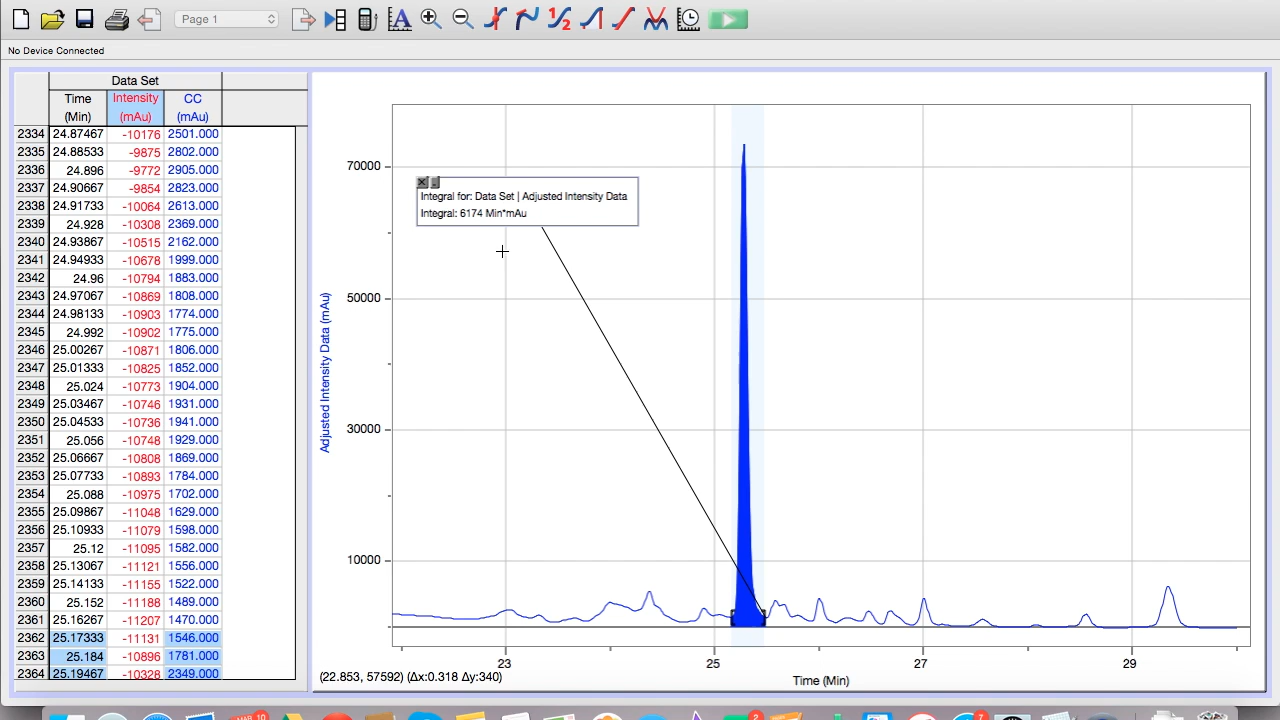 Page 1
No Device Connected
Data Set
Time Intensity CC
(Min) (mAu) (mAu)
2334 24.87467 -10176 2501.000
2335 24.88533 -9875 2802.000
2336 24.896 -9772 2905.000
2337 24.90667 -9854 2823.000
2338 24.91733 -10064 2613.000
2339 24.928 -10308 2369.000
2340 24.93867 -10515 2162.000
2341 24.94933 -10678 1999.000
2342 24.96 -10794 1883.000
2343 24.97067 -10869 1808.000
2344 24.98133 -10903 1774.000
2345 24.992 -10902 1775.000
2346 25.00267 -10871 1806.000
2347 25.01333 -10825 1852.000
2348 25.024 -10773 1904.000
2349 25.03467 -10746 1931.000
2350 25.04533 -10736 1941.000
2351 25.056 -10748 1929.000
2352 25.06667 -10808 1869.000
2353 25.07733 -10893 1784.000
2354 25.088 -10975 1702.000
2355 25.09867 -11048 1629.000
2356 25.10933 -11079 1598.000
2357 25.12 -11095 1582.000
2358 25.13067 -11121 1556.000
2359 25.14133 -11155 1522.000
2360 25.152 -11188 1489.000
2361 25.16267 -11207 1470.000
2362 25.17333 -11131 1546.000
2363 25.184 -10896 1781.000
2364 25.19467 -10328 2349.000
Adjusted Intensity Data (mAu)
70000
50000
30000
10000
Integral for: Data Set | Adjusted Intensity Data
Integral: 6174 Min*mAu
23 25 27 29
(22.853, 57592) (Δx:0.318 Δy:340)
Time (Min)
MAR 10
2
7